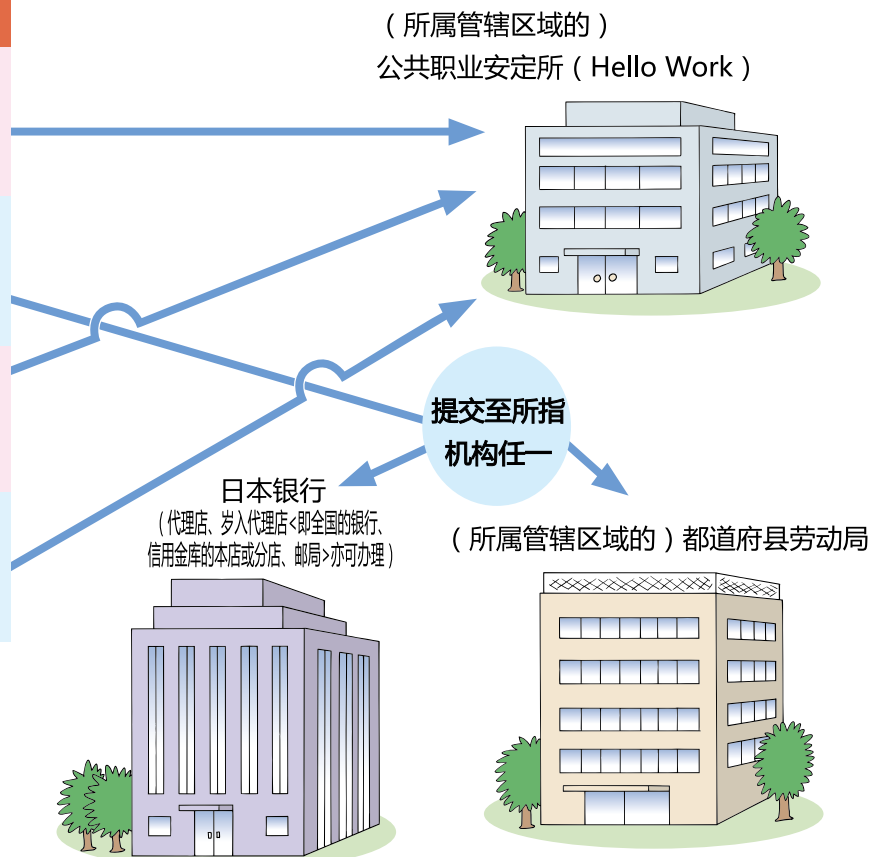 （所属管辖区域的）
公共职业安定所（Hello Work）
提交至所指
机构任一
日本银行
（代理店、岁入代理店<即全国的银行、
信用金库的本店或分店、邮局>亦可办理）
（所属管辖区域的）都道府县劳动局